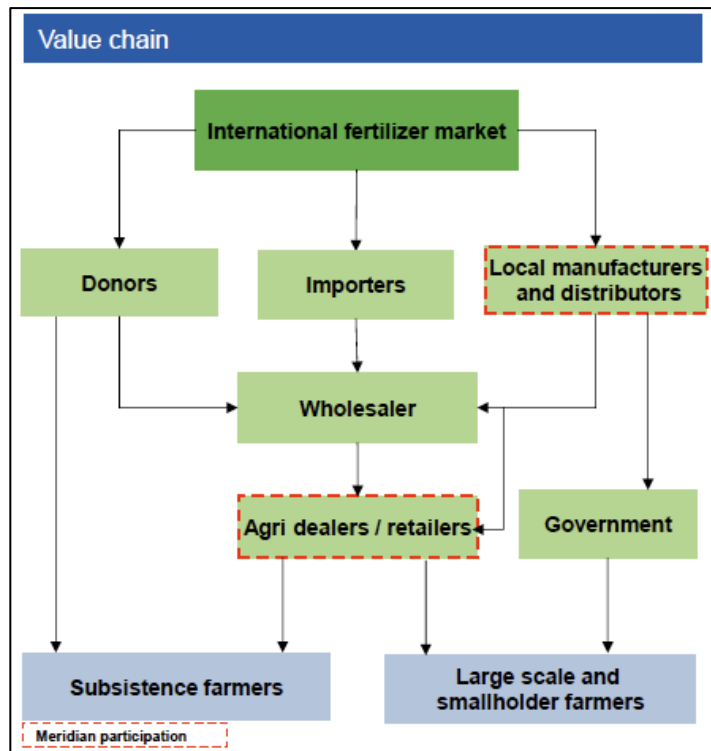 Value chain
International fertilizer market
Donors
Importers
Local manufacturers
and distributors
Wholesaler
Agri dealers / retailers
Government
Subsistence farmers
Large scale and
smallholder farmers
Meridian participation